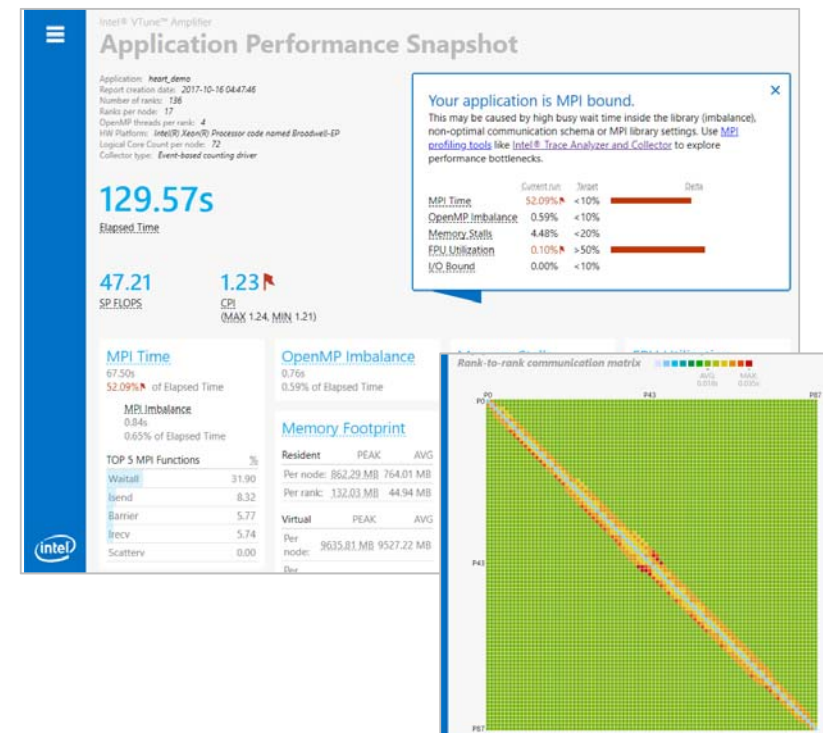 Intel® VTune™ Amplifier
Application Performance Snapshot
Application: heart_demo
Report creation date: 2017-10-16 04:47:46
Number of ranks: 136
Ranks per node: 17
OpenMP threads per rank: 4
HW Platform: Intel(R) Xeon(R) Processor code named Broadwell-EP
Logical Core Count per node: 72
Collector type: Event-based counting driver
129.57s
Elapsed Time
47.21
SP FLOPS
1.23
CPI
(MAX 1.24, MIN 1.21)
Your application is MPI bound.
This may be caused by high busy wait time inside the library (imbalance),
non-optimal communication schema or MPI library settings. Use MPI
profiling tools like Intel® Trace Analyzer and Collector to explore
performance bottlenecks.
Current run Target Delta
MPI Time 52.09% <10%
OpenMP Imbalance 0.59% <10%
Memory Stalls 4.48% <20%
FPU Utilization 0.10% >50%
I/O Bound 0.00% <10%
MPI Time
67.50s
52.09% of Elapsed Time
MPI Imbalance
0.84s
0.65% of Elapsed Time
TOP 5 MPI Functions %
Waitall 31.90
Isend 8.32
Barrier 5.77
Irecv 5.74
Scatterv 0.00
OpenMP Imbalance
0.76s
0.59% of Elapsed Time
Memory Footprint
Resident PEAK AVG
Per node: 862.29 MB 764.01 MB
Per rank: 132.03 MB 44.94 MB
Virtual PEAK AVG
Per
node: 9635.81 MB 9527.22 MB
Per
intel
Rank-to-rank communication matrix
AVG MAX
0.018s 0.035s
P0 P43 P87
P0
P43
P87